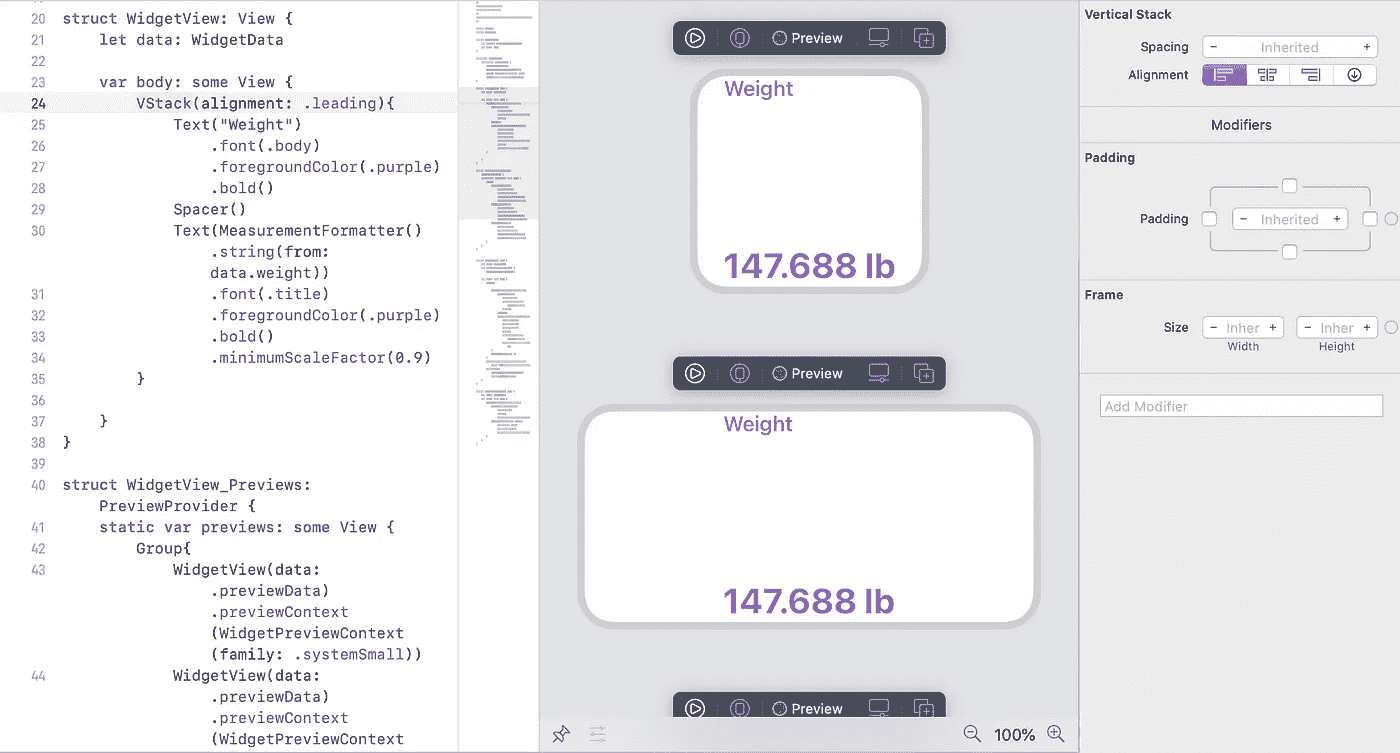 20 struct WidgetView: View {
21 let data: WidgetData
22
23 var body: some View {
24 VStack(alignment: .leading){
25 Text("Weight")
26 .font(.body)
27 .foregroundColor(.purple)
28 .bold()
29 Spacer()
30 Text(MeasurementFormatter()
.string(from:
data.weight))
31 .font(.title)
32 .foregroundColor(.purple)
33 .bold()
34 .minimumScaleFactor(0.9)
35 }
36
37 }
38 }
39
40 struct WidgetView_Previews:
PreviewProvider {
41 static var previews: some View {
42 Group{
43 WidgetView(data:
.previewData)
.previewContext
(WidgetPreviewContext
(family: .systemSmall))
44 WidgetView(data:
.previewData)
.previewContext
(WidgetPreviewContext
Preview
Weight
147.688 lb
Preview
Weight
147.688 lb
Preview
100%
Vertical Stack
Spacing − Inherited +
Alignment
Modifiers
Padding
Padding − Inherited +
Frame
Size − Inher + − Inher +
Width Height
Add Modifier